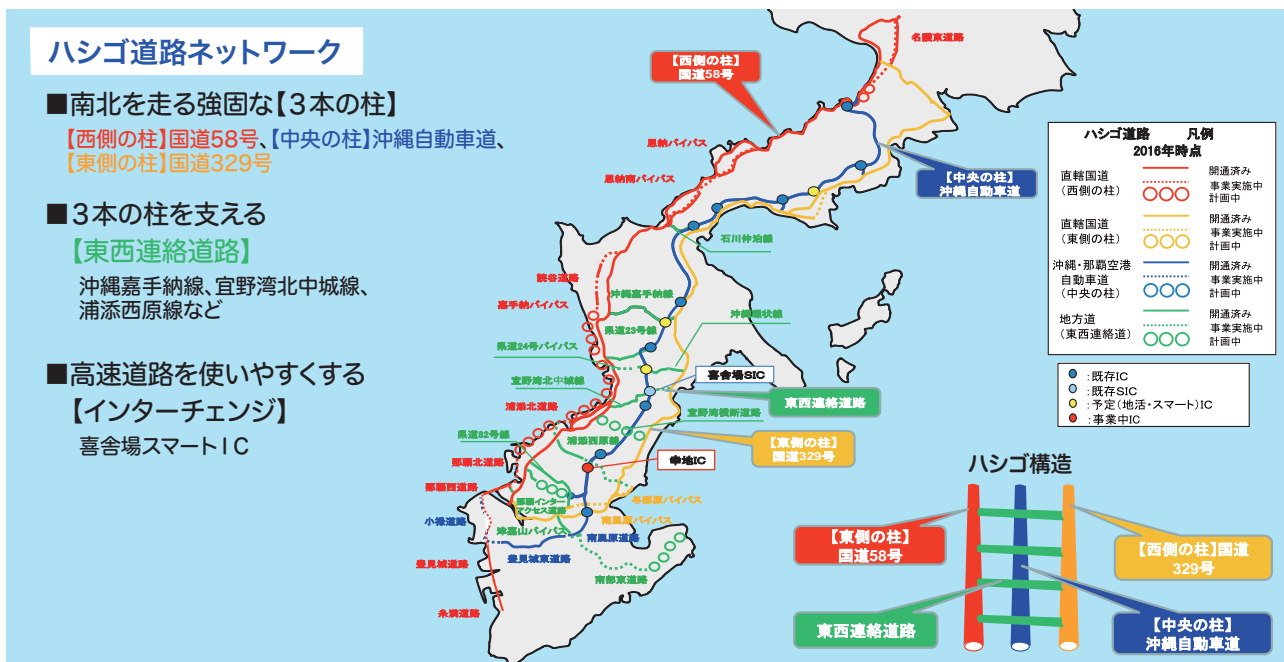 ハシゴ道路ネットワーク
■南北を走る強固な【３本の柱】
【西側の柱】国道58号、【中央の柱】沖縄自動車道、
【東側の柱】国道329号
■３本の柱を支える
【東西連絡道路】
沖縄嘉手納線、宜野湾北中城線、
浦添西原線など
■高速道路を使いやすくする
【インターチェンジ】
喜舎場スマートＩＣ
名護東道路
【西側の柱】
国道58号
恩納バイパス
恩納南バイパス
【中央の柱】
沖縄自動車道
石川仲泊線
読谷道路
沖縄嘉手納線
嘉手納バイパス
沖縄環状線
県道23号線
県道24号バイパス
喜舎場SIC
宜野湾北中城線
東西連絡道路
浦添北道路
宜野湾横断道路
県道82号線
浦添西原線
【東側の柱】
国道329号
那覇北道路
幸地IC
那覇西道路
那覇インター
アクセス道路
与那原バイパス
小禄道路
南風原バイパス
津嘉山バイパス
南風原道路
豊見城東道路
豊見城道路
南部東道路
糸満道路
ハシゴ道路　凡例
2016年時点
直轄国道
（西側の柱）
開通済み
事業実施中
計画中
直轄国道
（東側の柱）
開通済み
事業実施中
計画中
沖縄・那覇空港
自動車道
（中央の柱）
開通済み
事業実施中
計画中
地方道
（東西連絡道）
開通済み
事業実施中
計画中
：既存IC
：既存SIC
：予定（地活・スマート）IC
：事業中IC
ハシゴ構造
【東側の柱】
国道58号
【西側の柱】国道
329号
東西連絡道路
【中央の柱】
沖縄自動車道